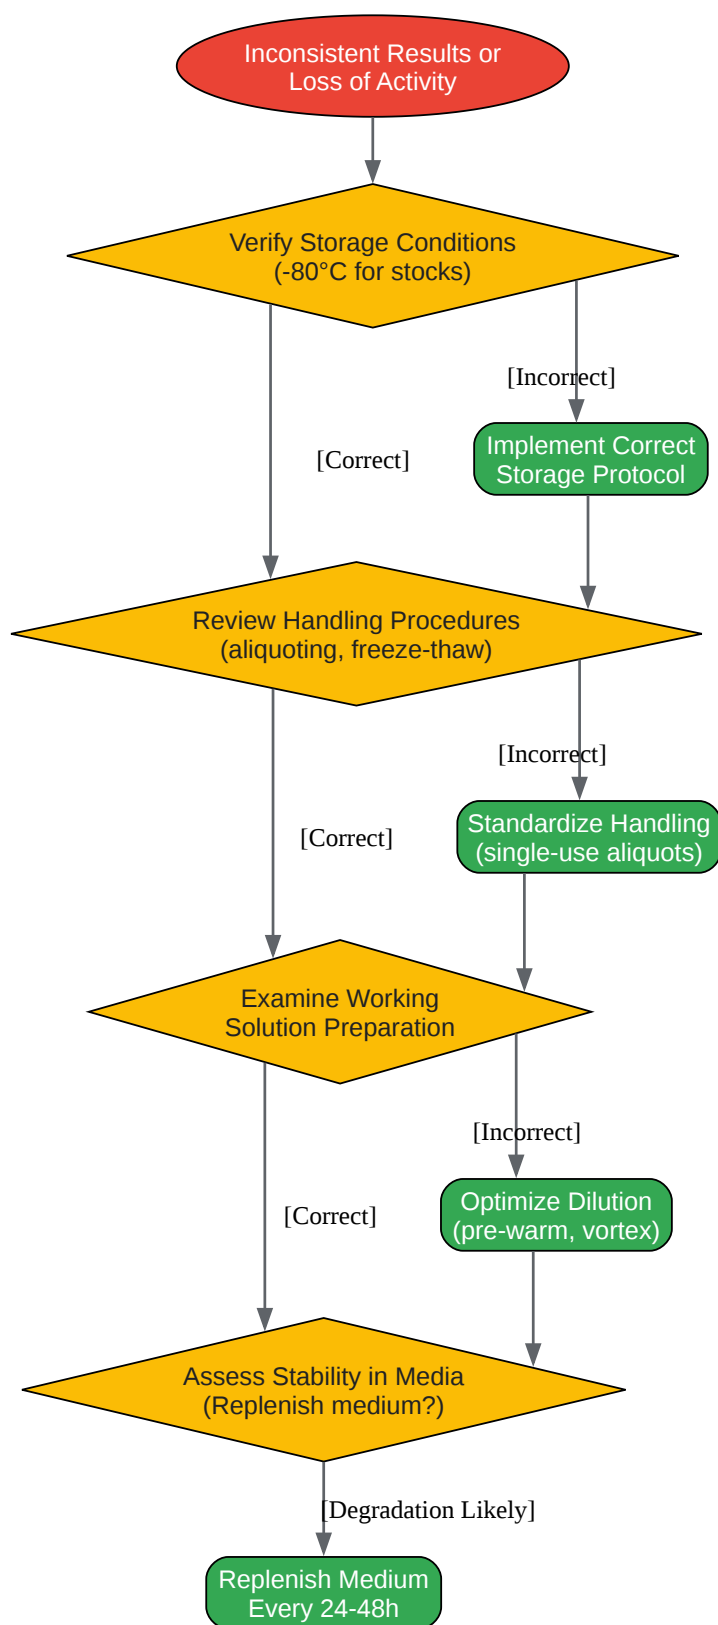 Inconsistent Results or
Loss of Activity
Verify Storage Conditions
(-80°C for stocks)
[Incorrect]
[Correct]
Implement Correct
Storage Protocol
Review Handling Procedures
(aliquoting, freeze-thaw)
[Incorrect]
[Correct]
Standardize Handling
(single-use aliquots)
Examine Working
Solution Preparation
[Incorrect]
[Correct]
Optimize Dilution
(pre-warm, vortex)
Assess Stability in Media
(Replenish medium?)
[Degradation Likely]
Replenish Medium
Every 24-48h